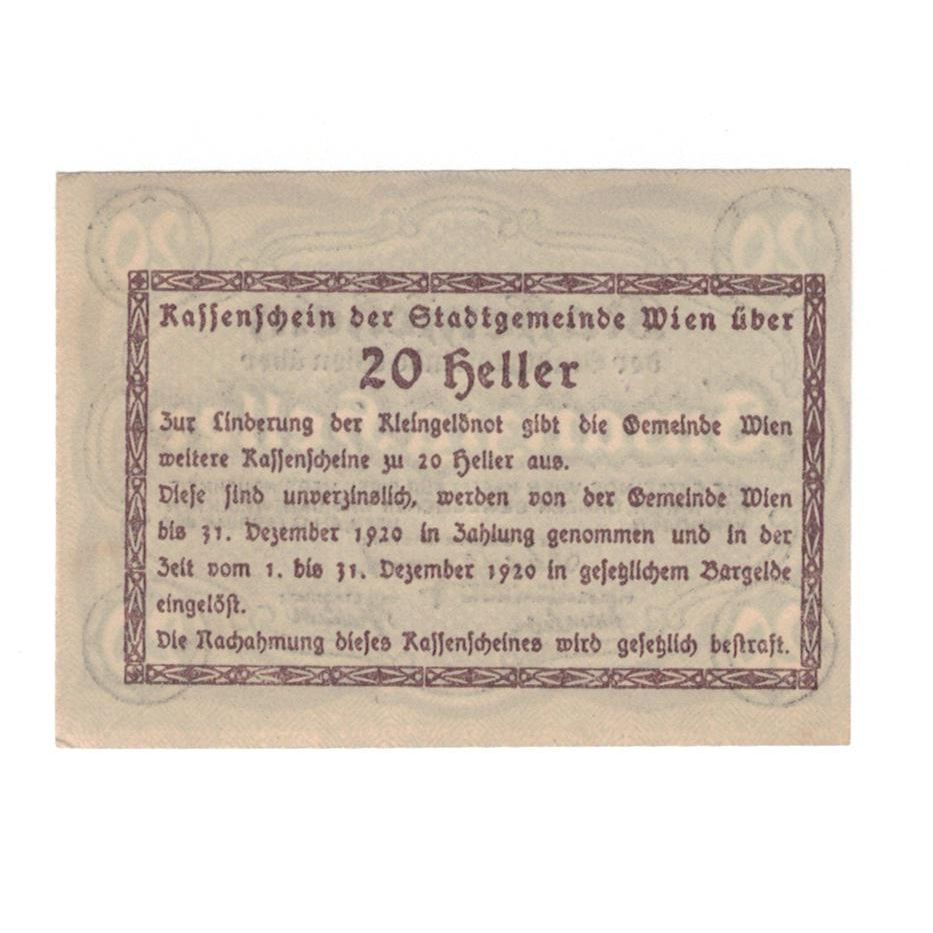 Kassenschein der Stadtgemeinde Wien über
20 Heller
Zur Linderung der Kleingeldnot gibt die Gemeinde Wien
weitere Kassenscheine zu 20 Heller aus.
Diese sind unverzinslich, werden von der Gemeinde Wien
bis 31. Dezember 1920 in Zahlung genommen und in der
Zeit vom 1. bis 31. Dezember 1920 in gesetzlichem Bargelde
eingelöst.
Die Nachahmung dieses Kassenscheines wird gesetzlich bestraft.